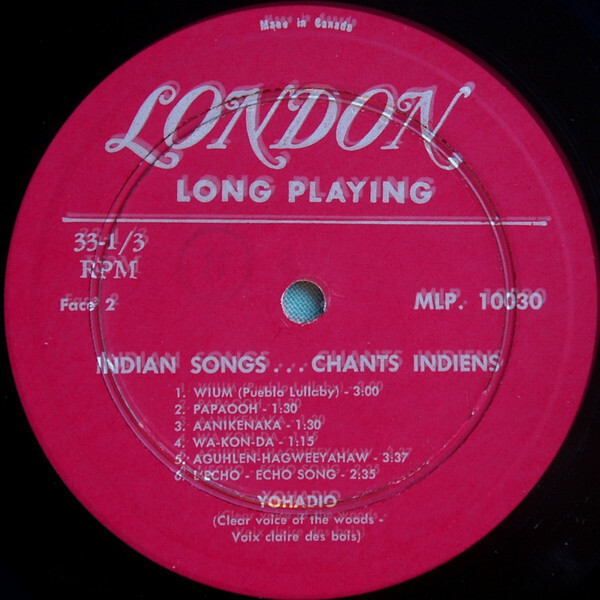 Made in Canada
LONDON
LONG PLAYING
33-1/3
RPM
Face 2
MLP. 10030
INDIAN SONGS...CHANTS INDIENS
1. WIUM (Pueblo Lullaby) - 3:00
2. PAPAOOH - 1:30
3. AANIKENAKA - 1:30
4. WA-KON-DA - 1:15
5. AGUHLEN-HAGWEEYAHAW - 3:37
6. L'ECHO - ECHO SONG - 2:35
YOHADIO
(Clear voice of the woods -
Voix claire des bois)